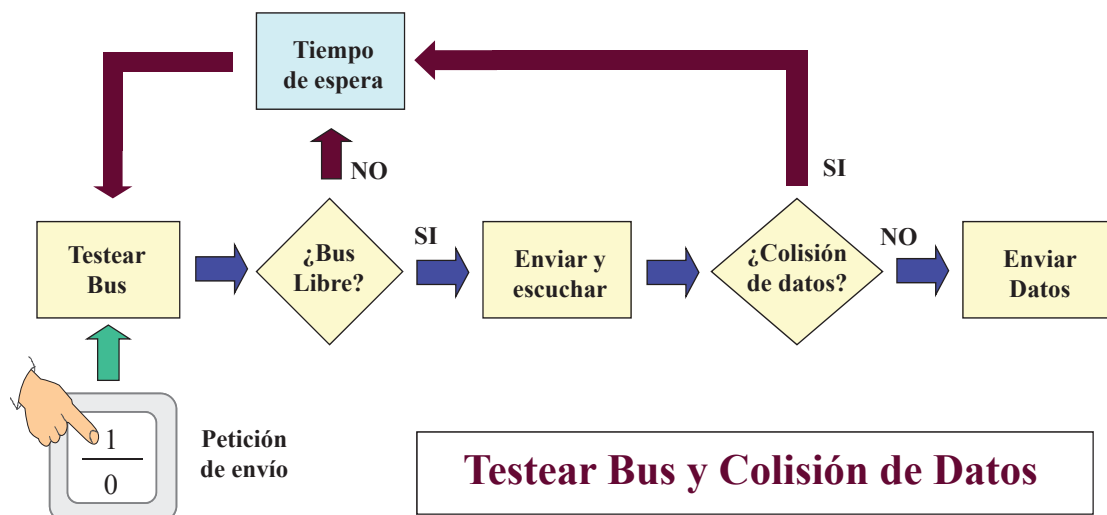 Tiempo
de espera
NO
SI
Testear
Bus
¿Bus
Libre?
SI
Enviar y
escuchar
¿Colisión
de datos?
NO
Enviar
Datos
1
0
Petición
de envío
Testear Bus y Colisión de Datos